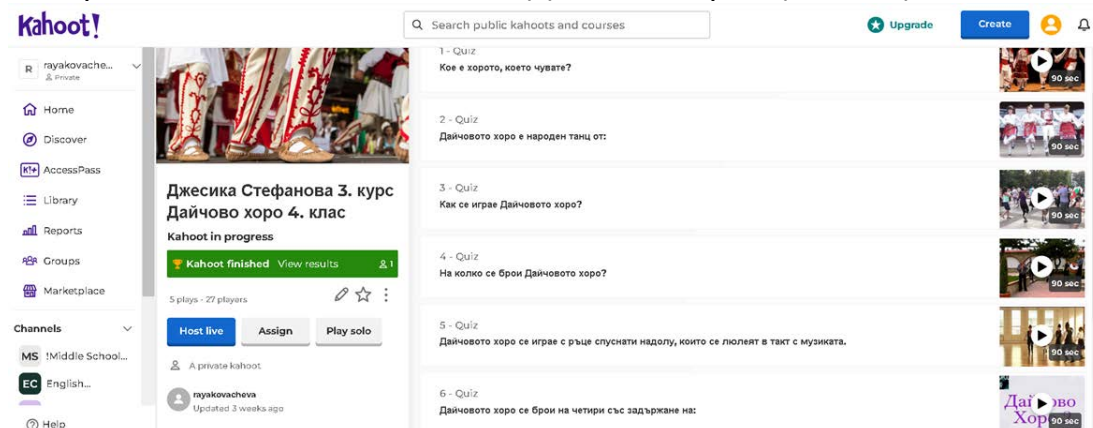 Kahoot!
Search public kahoots and courses
Upgrade
Create
R
rayakovache...
Private
Home
Discover
K!+
AccessPass
Library
Reports
Groups
Marketplace
Channels
MS !Middle School...
EC English...
Help
Джесика Стефанова 3. курс
Дайчово хоро 4. клас
Kahoot in progress
Kahoot finished View results 1
5 plays · 27 players
Host live
Assign
Play solo
A private kahoot
rayakovacheva
Updated 3 weeks ago
1 - Quiz
Кое е хорото, което чувате?
90 sec
2 - Quiz
Дайчовото хоро е народен танц от:
90 sec
3 - Quiz
Как се играе Дайчовото хоро?
90 sec
4 - Quiz
На колко се брои Дайчовото хоро?
90 sec
5 - Quiz
Дайчовото хоро се играе с ръце спуснати надолу, които се люлеят в такт с музиката.
90 sec
6 - Quiz
Дайчовото хоро се брои на четири със задържане на:
90 sec